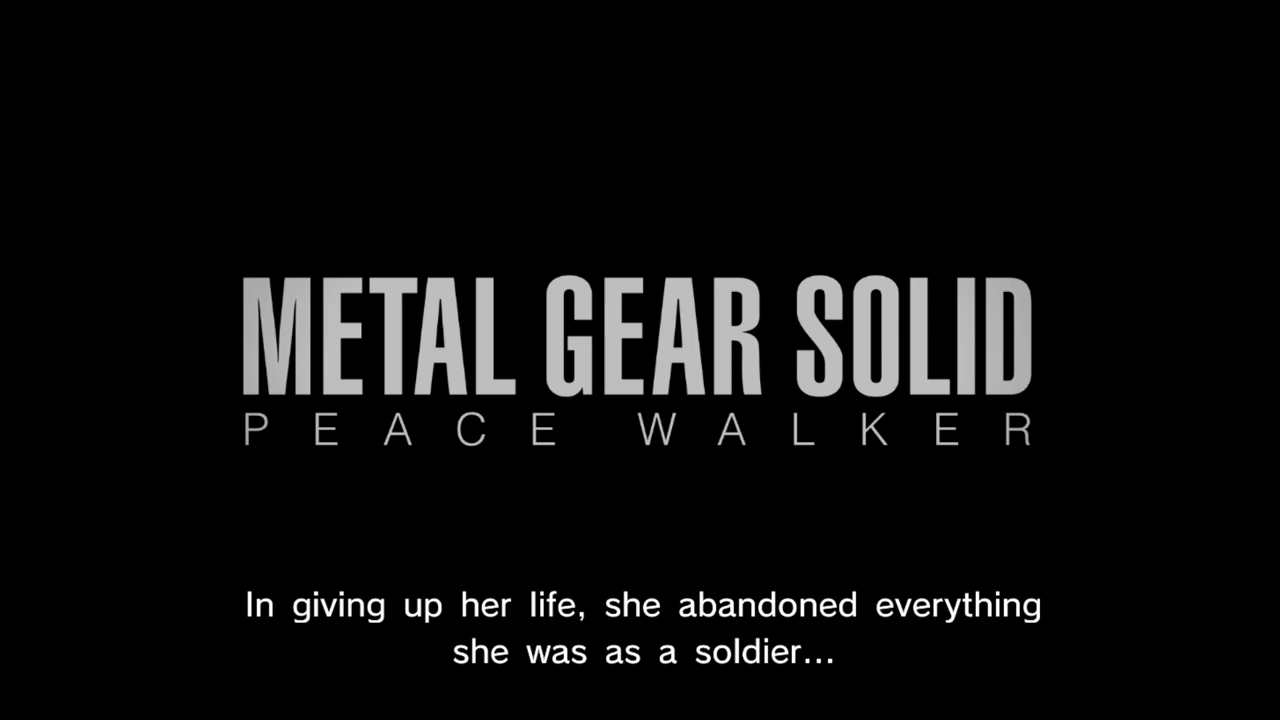 METAL GEAR SOLID
PEACE WALKER
In giving up her life, she abandoned everything
she was as a soldier...